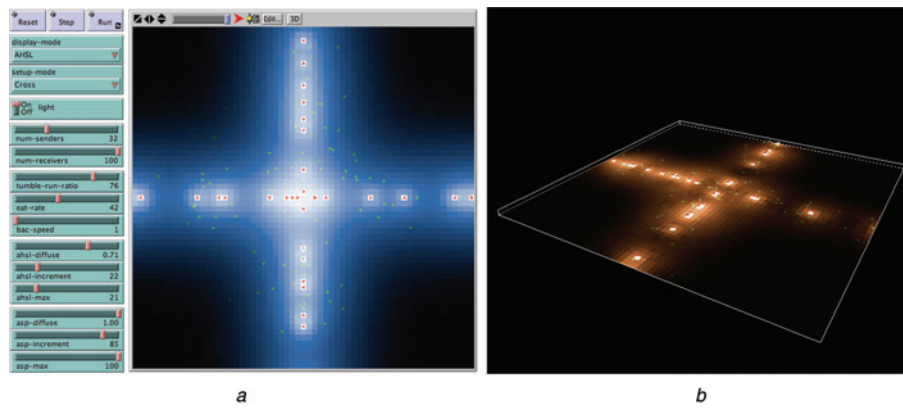 Reset Step Run
Edit... 3D
display-mode
AHSL
setup-mode
Cross
On
Off light
num-senders 32
num-receivers 100
tumble-run-ratio 76
eat-rate 42
bac-speed 1
ahsl-diffuse 0.71
ahsl-increment 22
ahsl-max 21
asp-diffuse 1.00
asp-increment 85
asp-max 100
a b